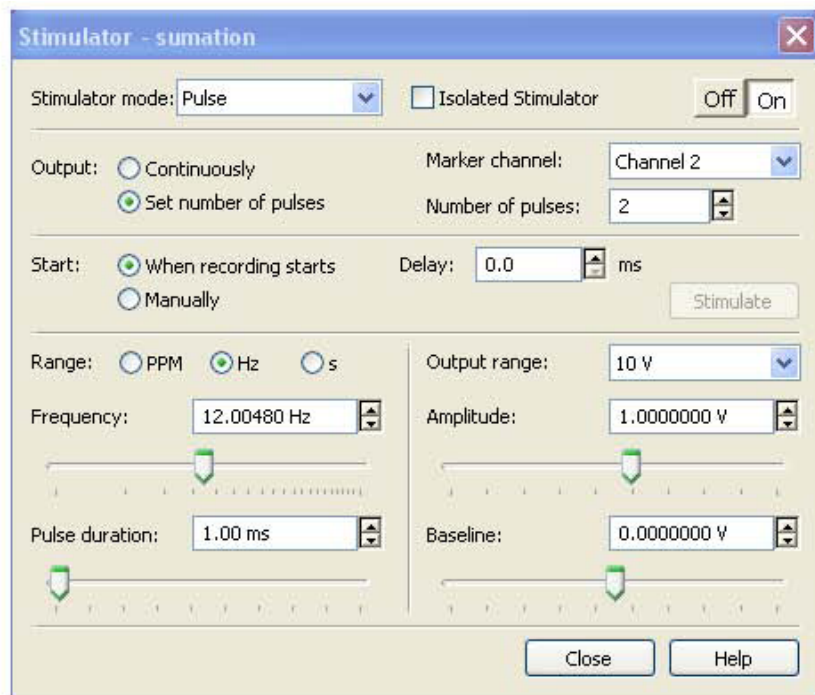 Stimulator - sumation
Stimulator mode: Pulse
Isolated Stimulator
Off On
Output:
Continuously
Set number of pulses
Marker channel: Channel 2
Number of pulses: 2
Start:
When recording starts
Manually
Delay: 0.0 ms
Stimulate
Range: PPM Hz s
Frequency: 12.00480 Hz
Pulse duration: 1.00 ms
Output range: 10 V
Amplitude: 1.0000000 V
Baseline: 0.0000000 V
Close
Help